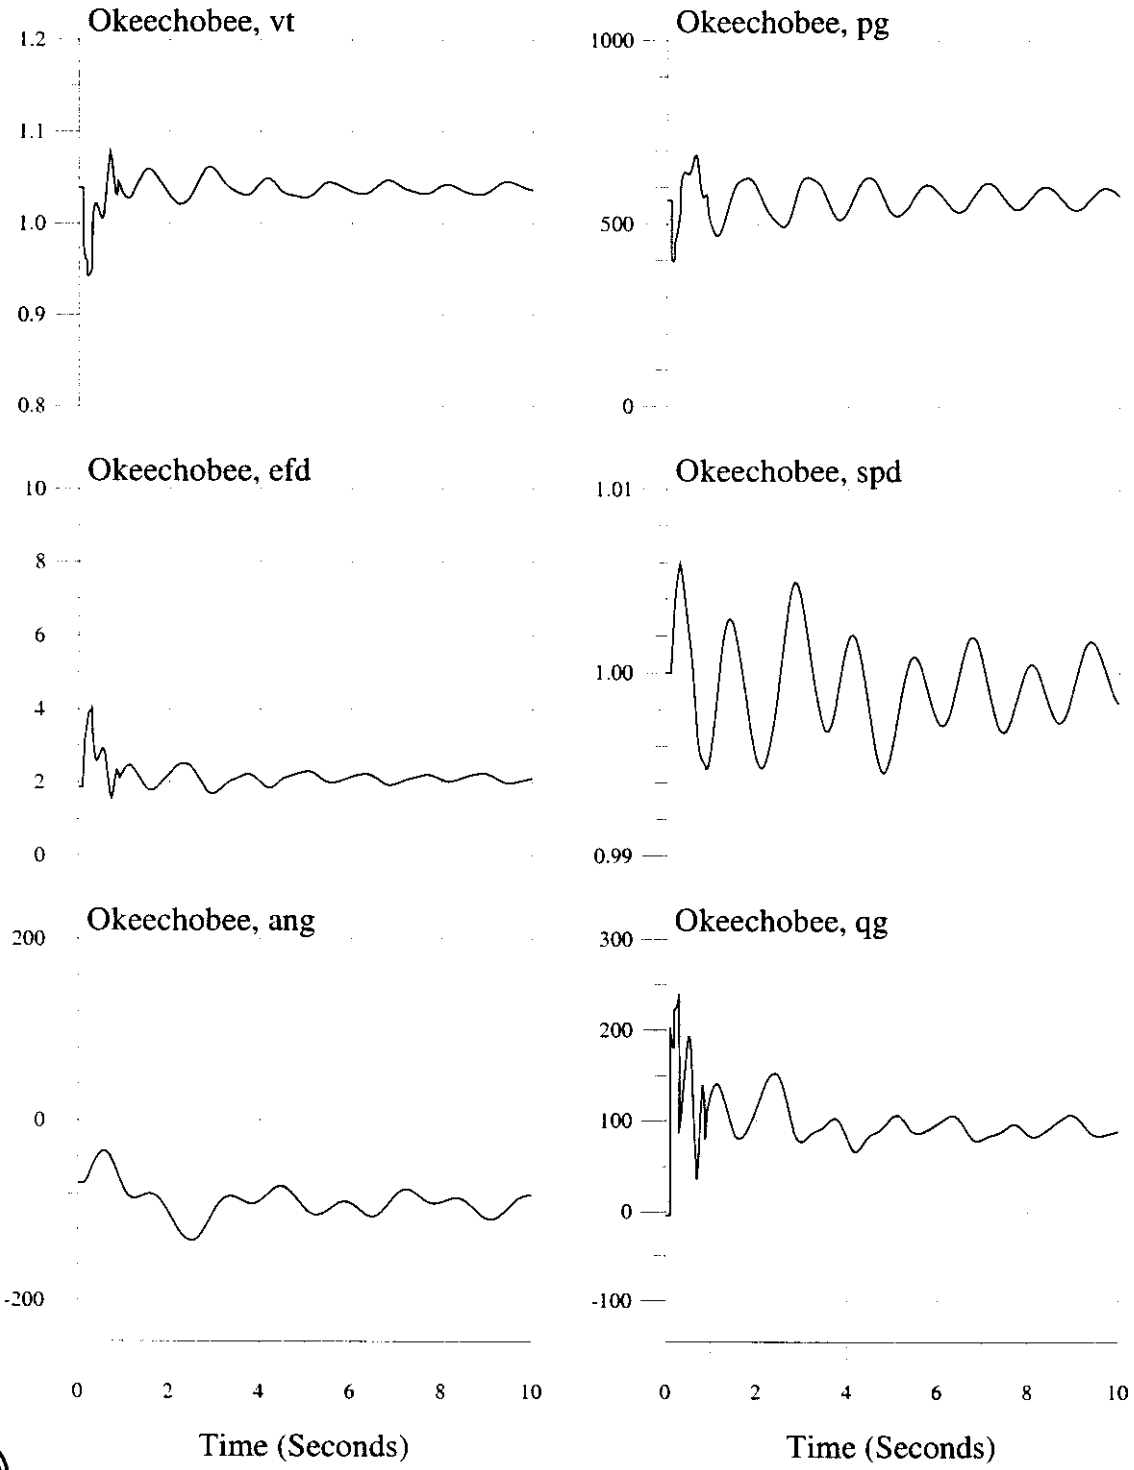 Okeechobee, vt
1.2
1.1
1.0
0.9
0.8
Okeechobee, pg
1000
500
0
Okeechobee, efd
10
8
6
4
2
0
Okeechobee, spd
1.01
1.00
0.99
Okeechobee, ang
200
0
-200
0 2 4 6 8 10
Time (Seconds)
Okeechobee, qg
300
200
100
0
-100
0 2 4 6 8 10
Time (Seconds)